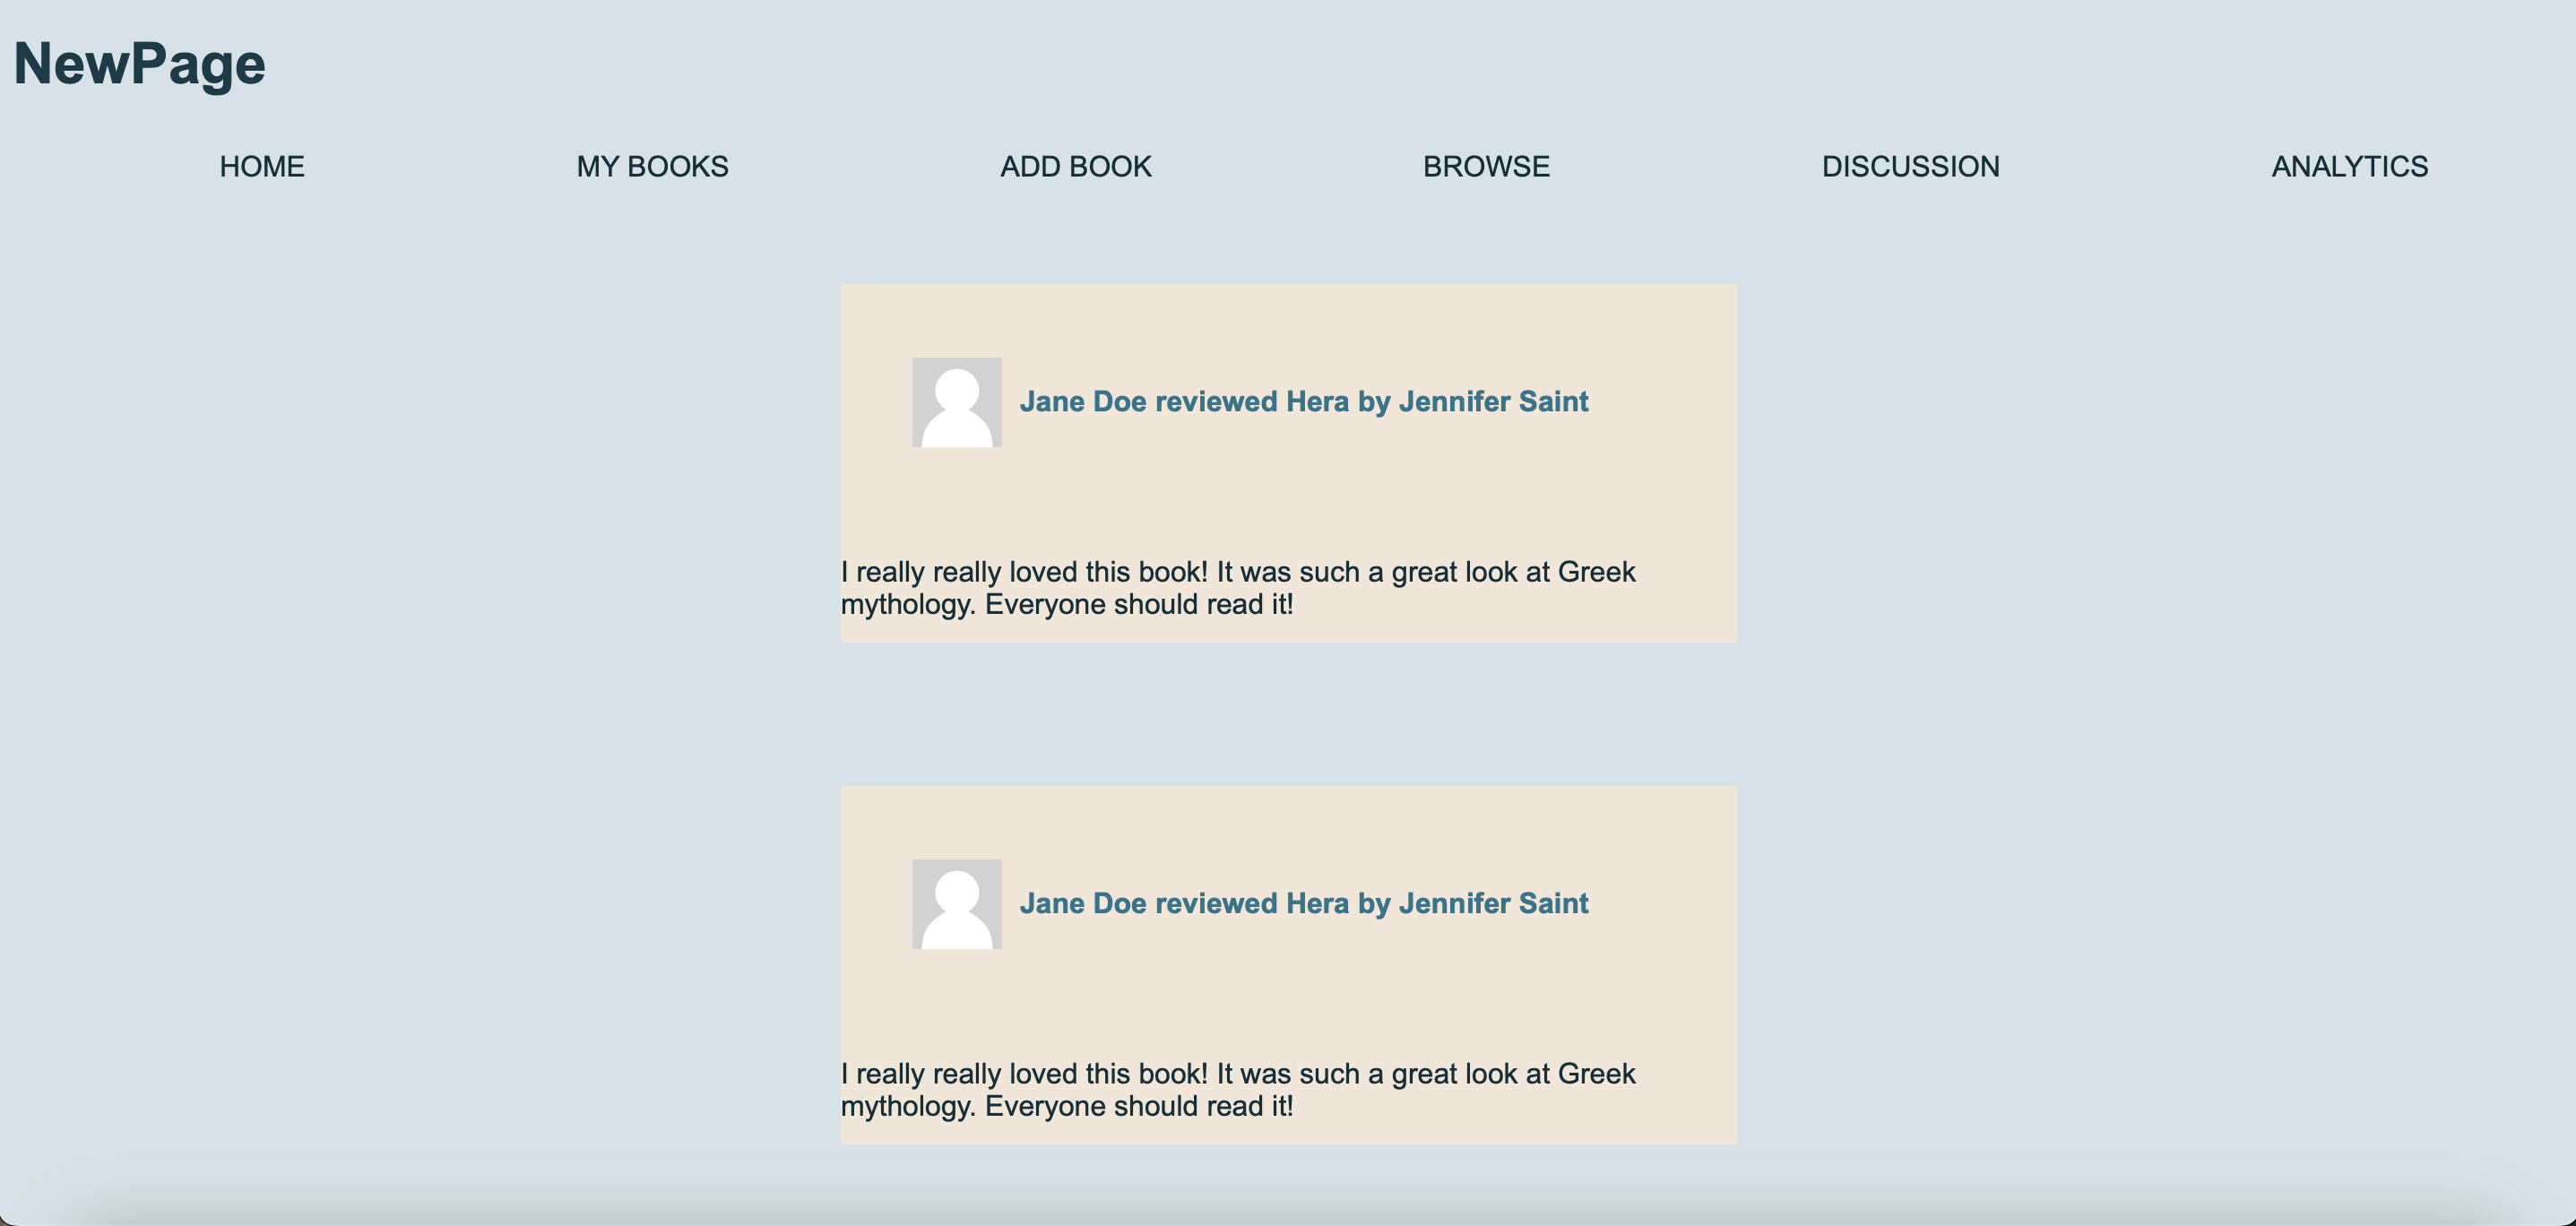 NewPage
HOME MY BOOKS ADD BOOK BROWSE DISCUSSION ANALYTICS
Jane Doe reviewed Hera by Jennifer Saint
I really really loved this book! It was such a great look at Greek
mythology. Everyone should read it!
Jane Doe reviewed Hera by Jennifer Saint
I really really loved this book! It was such a great look at Greek
mythology. Everyone should read it!